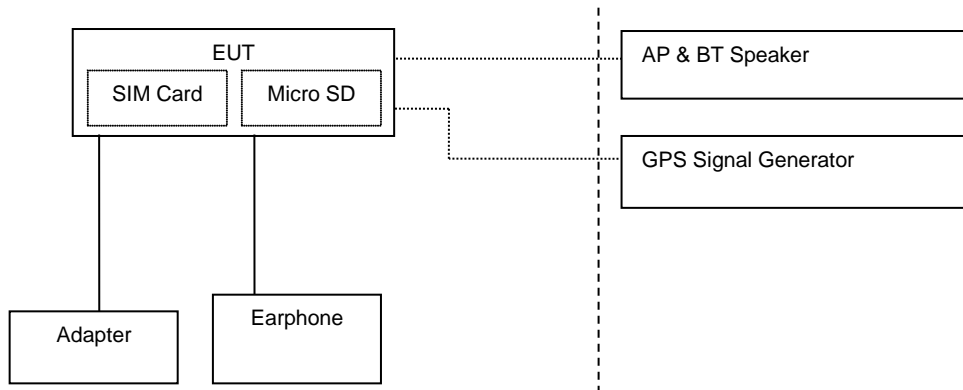 EUT
SIM Card
Micro SD
AP & BT Speaker
GPS Signal Generator
Adapter
Earphone